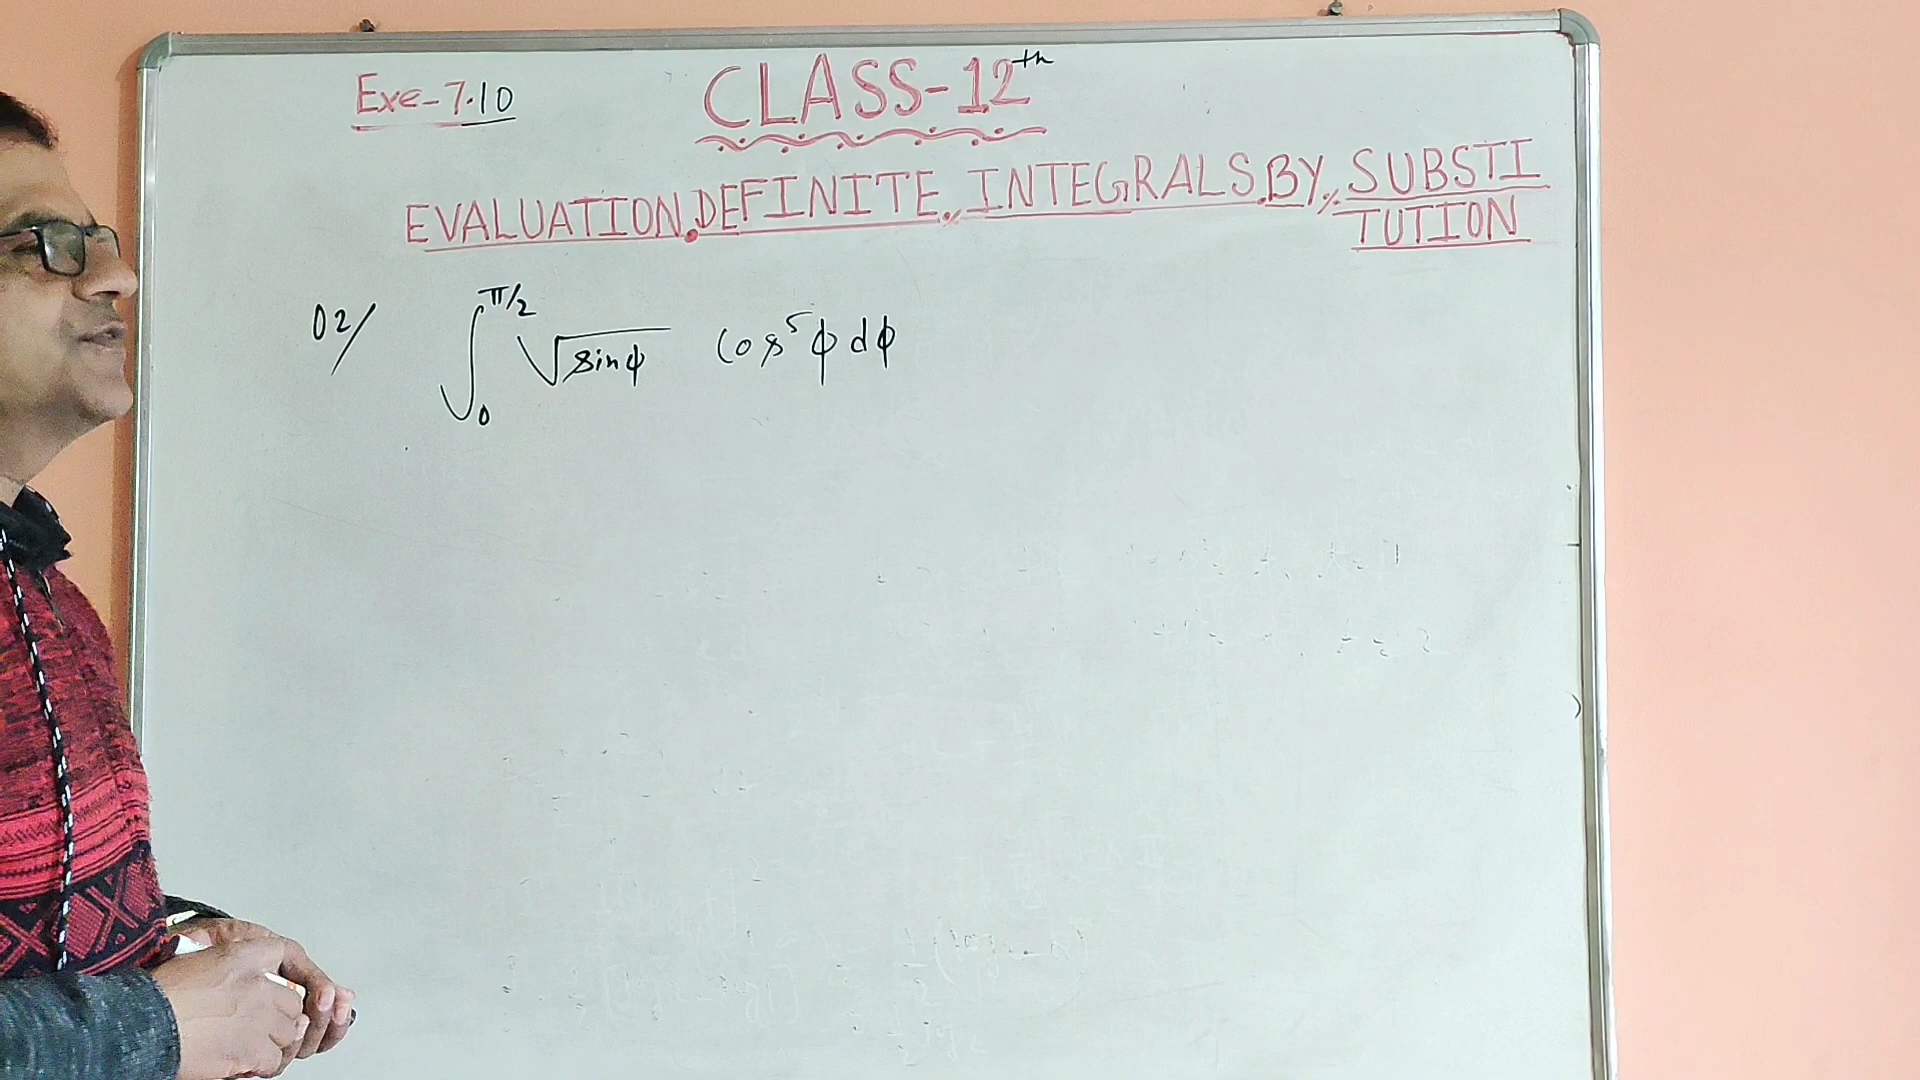 Exe-7.10
CLASS-12th
EVALUATION DEFINITE INTEGRALS BY SUBSTI
TUTION
02/ ∫₀^π/2 √sinϕ cos⁵ϕ dϕ